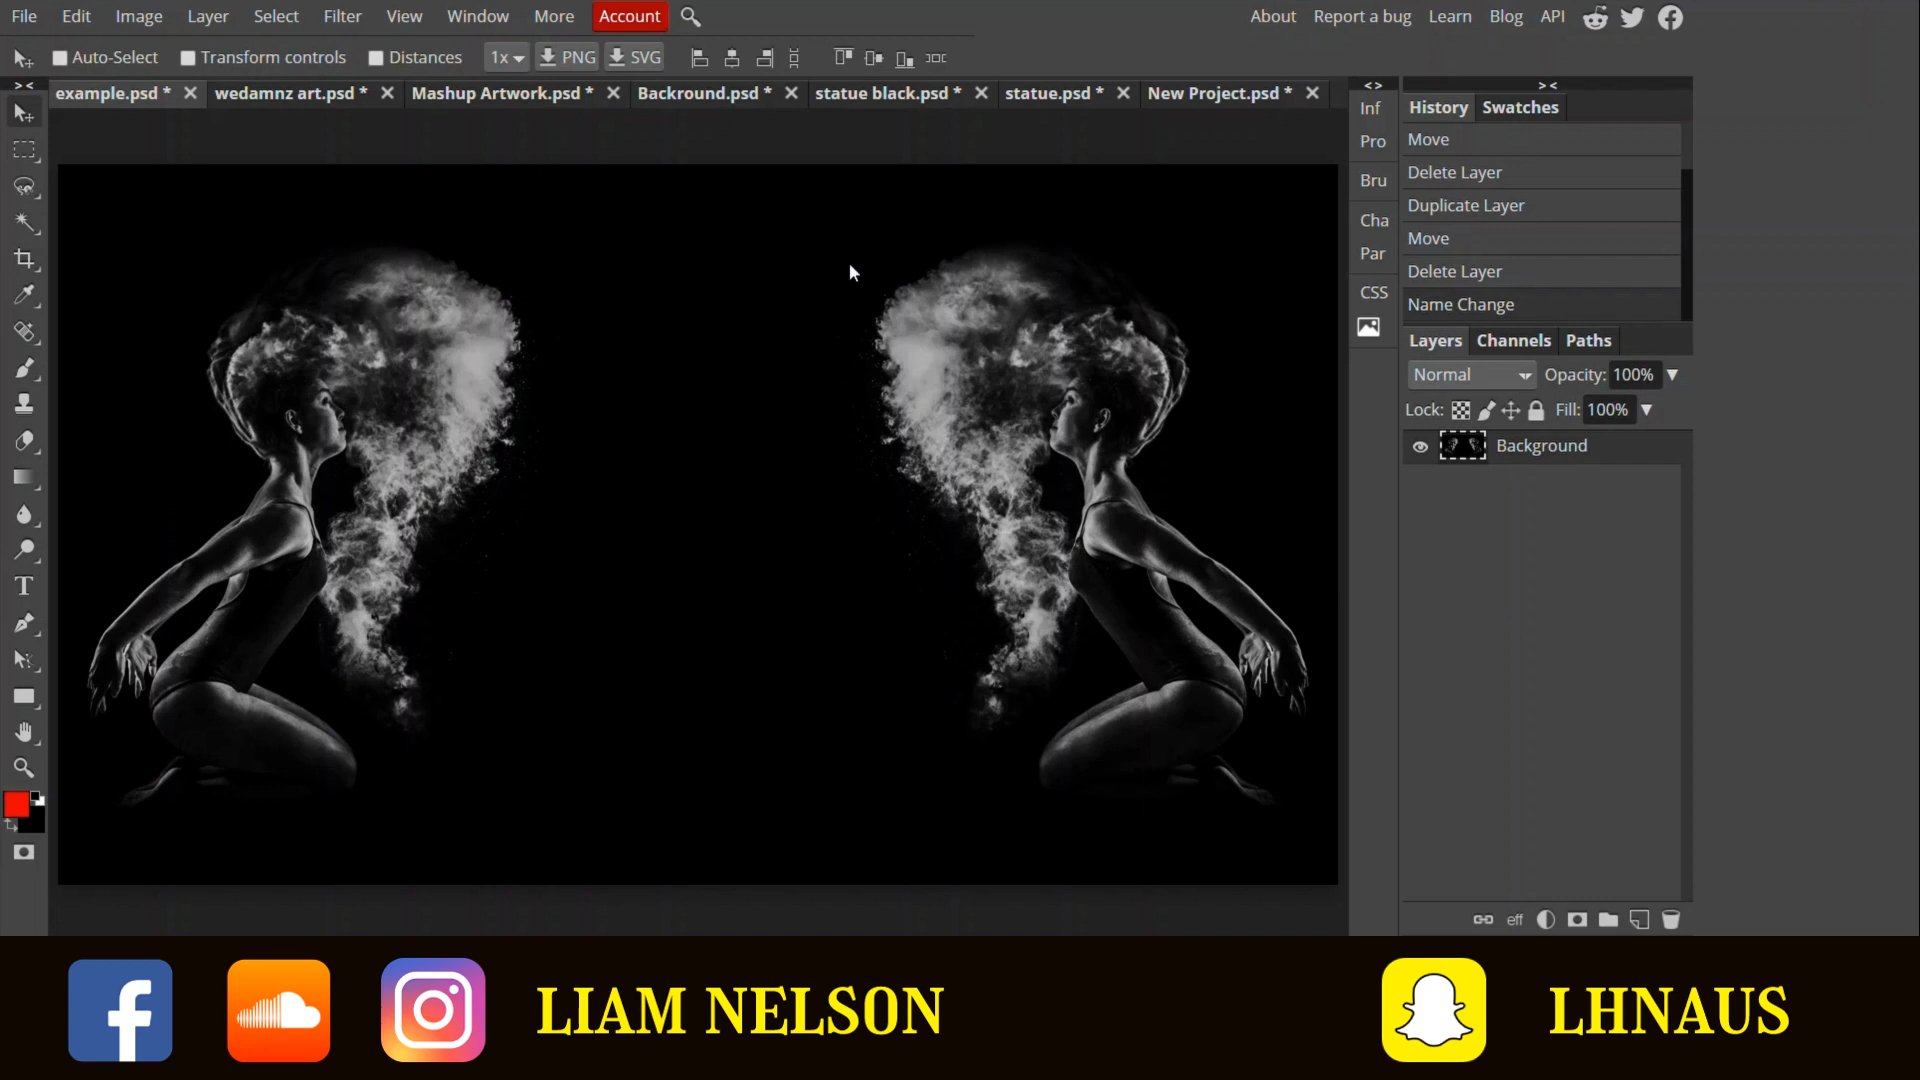 File Edit Image Layer Select Filter View Window More Account About Report a bug Learn Blog API
Auto-Select Transform controls Distances 1x PNG SVG
example.psd * wedamnz art.psd * Mashup Artwork.psd * Backround.psd * statue black.psd * statue.psd * New Project.psd *
Inf
Pro
Bru
Cha
Par
CSS
History Swatches
Move
Delete Layer
Duplicate Layer
Move
Delete Layer
Name Change
Layers Channels Paths
Normal Opacity: 100%
Lock: Fill: 100%
Background
eff
LIAM NELSON LHNAUS